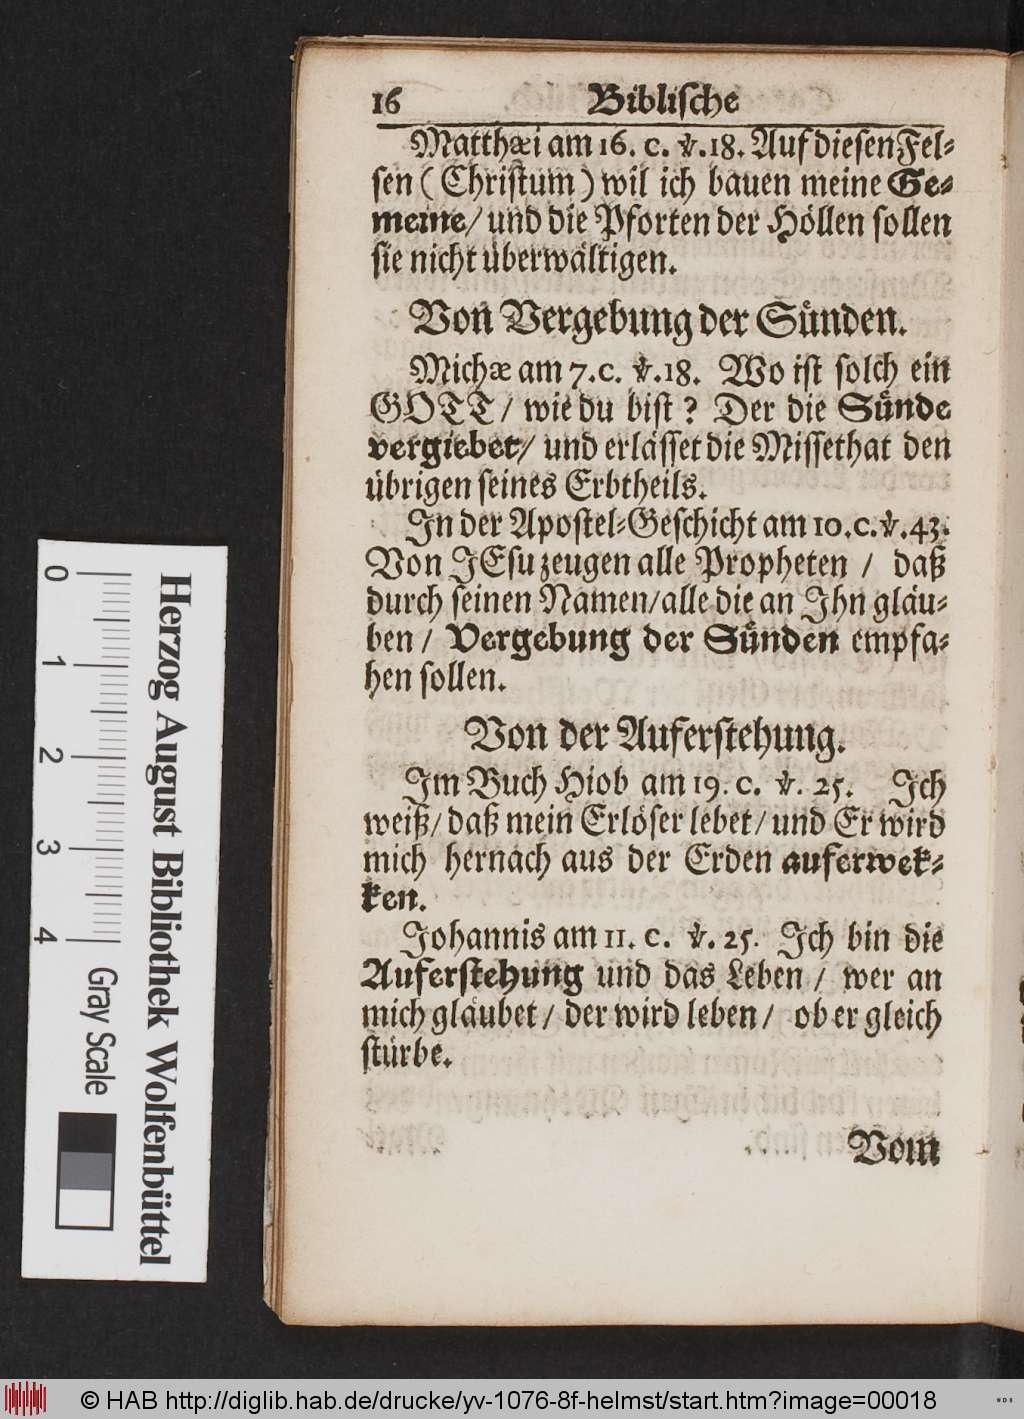 16 Biblische
Matthæi am 16. c. ꝟ.18. Auf diesen Fel-
sen (Christum) wil ich bauen meine Ge-
meine/ und die Pforten der Höllen sollen
sie nicht überwältigen.
Von Vergebung der Sünden.
Michæ am 7.c. ꝟ.18. Wo ist solch ein
GOTT/ wie du bist? Der die Sünde
vergiebet/ und erlässet die Missethat den
übrigen seines Erbtheils.
In der Apostel-Geschicht am 10.c.ꝟ.43.
Von JEsu zeugen alle Propheten / daß
durch seinen Namen/alle die an Ihn gläu-
ben / Vergebung der Sünden empfa-
hen sollen.
Von der Auferstehung.
Im Buch Hiob am 19. c. ꝟ. 25. Ich
weiß/ daß mein Erlöser lebet/ und Er wird
mich hernach aus der Erden auferwek-
ken.
Johannis am 11. c. ꝟ. 25. Ich bin die
Auferstehung und das Leben / wer an
mich gläubet / der wird leben / ob er gleich
stürbe.
Vom
Herzog August Bibliothek Wolfenbüttel
0 1 2 3 4 Gray Scale
© HAB http://diglib.hab.de/drucke/yv-1076-8f-helmst/start.htm?image=00018